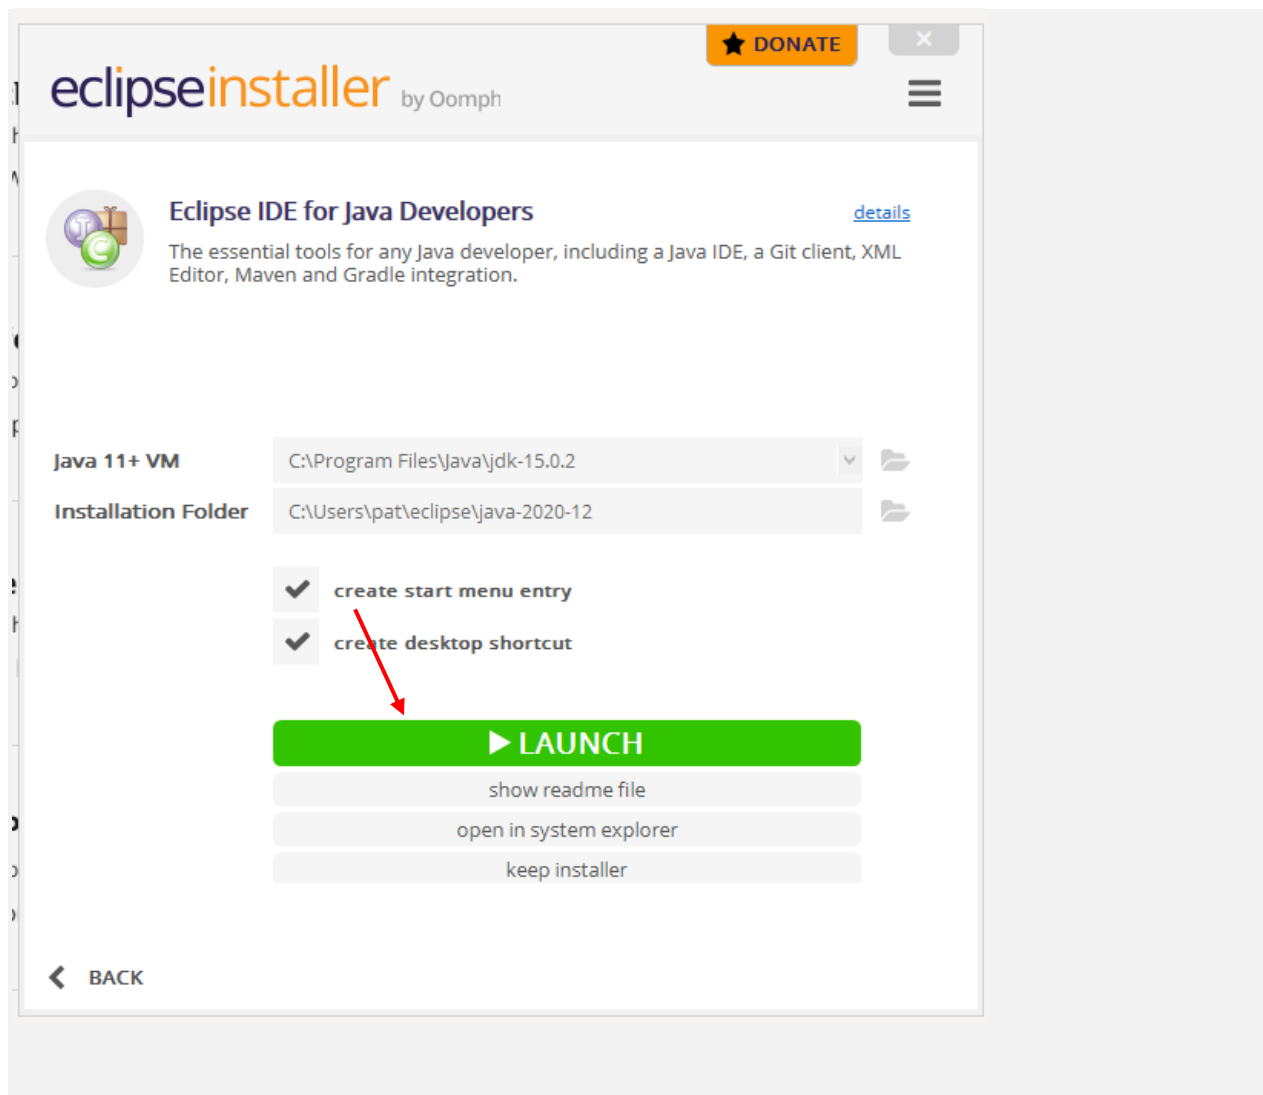 DONATE
eclipseinstaller by Oomph
Eclipse IDE for Java Developers
details
The essential tools for any Java developer, including a Java IDE, a Git client, XML
Editor, Maven and Gradle integration.
Java 11+ VM
C:\Program Files\Java\jdk-15.0.2
Installation Folder
C:\Users\pat\eclipse\java-2020-12
create start menu entry
create desktop shortcut
LAUNCH
show readme file
open in system explorer
keep installer
BACK